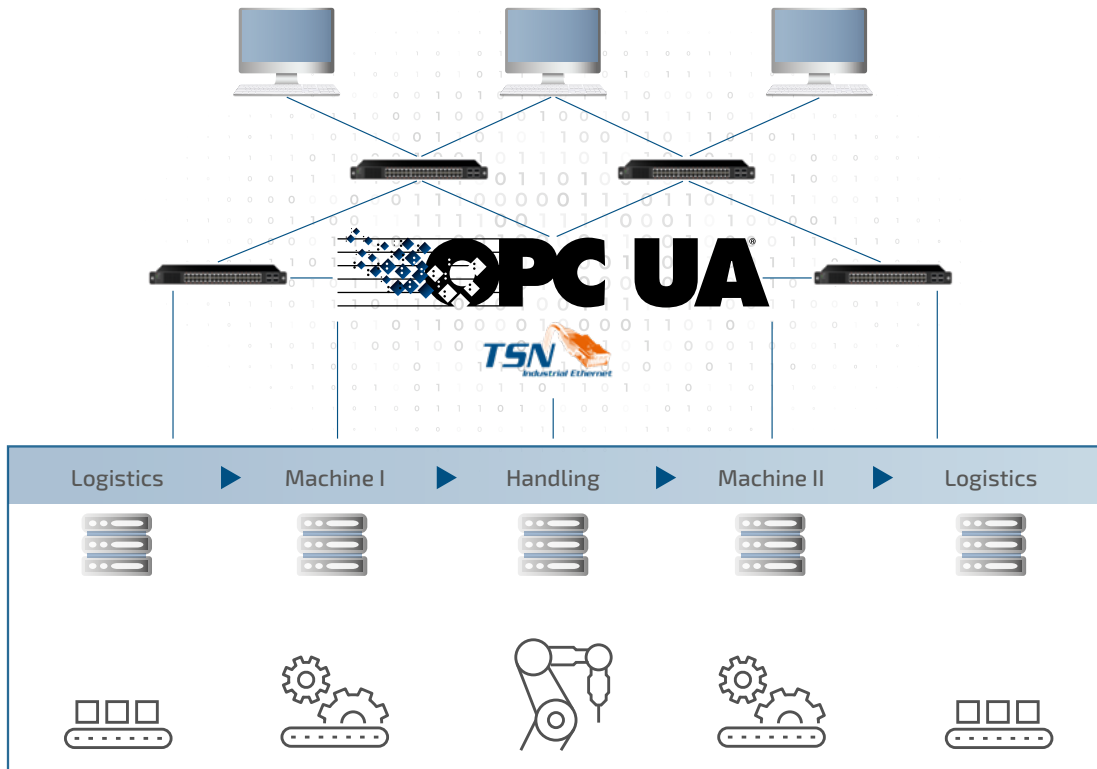 OPC UA®
TSN
Industrial Ethernet
Logistics
Machine I
Handling
Machine II
Logistics